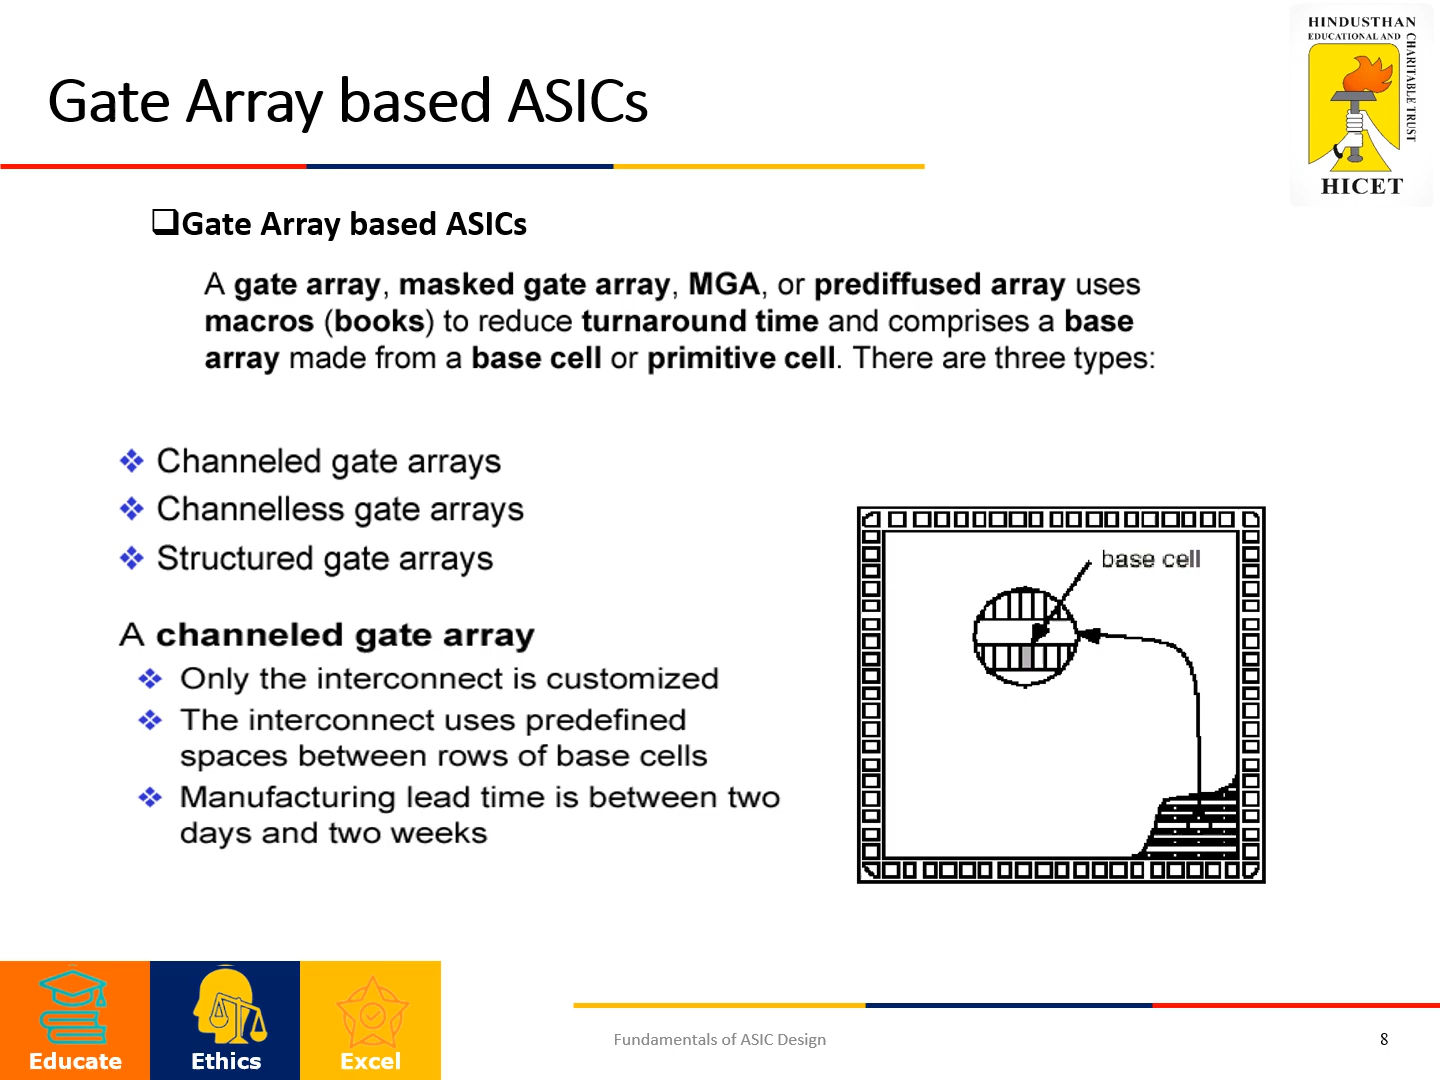 HINDUSTHAN
EDUCATIONAL AND
CHARITABLE TRUST
HICET
Gate Array based ASICs
Gate Array based ASICs
A gate array, masked gate array, MGA, or prediffused array uses
macros (books) to reduce turnaround time and comprises a base
array made from a base cell or primitive cell. There are three types:
Channeled gate arrays
Channelless gate arrays
Structured gate arrays
base cell
A channeled gate array
Only the interconnect is customized
The interconnect uses predefined
spaces between rows of base cells
Manufacturing lead time is between two
days and two weeks
Educate
Ethics
Excel
Fundamentals of ASIC Design
8